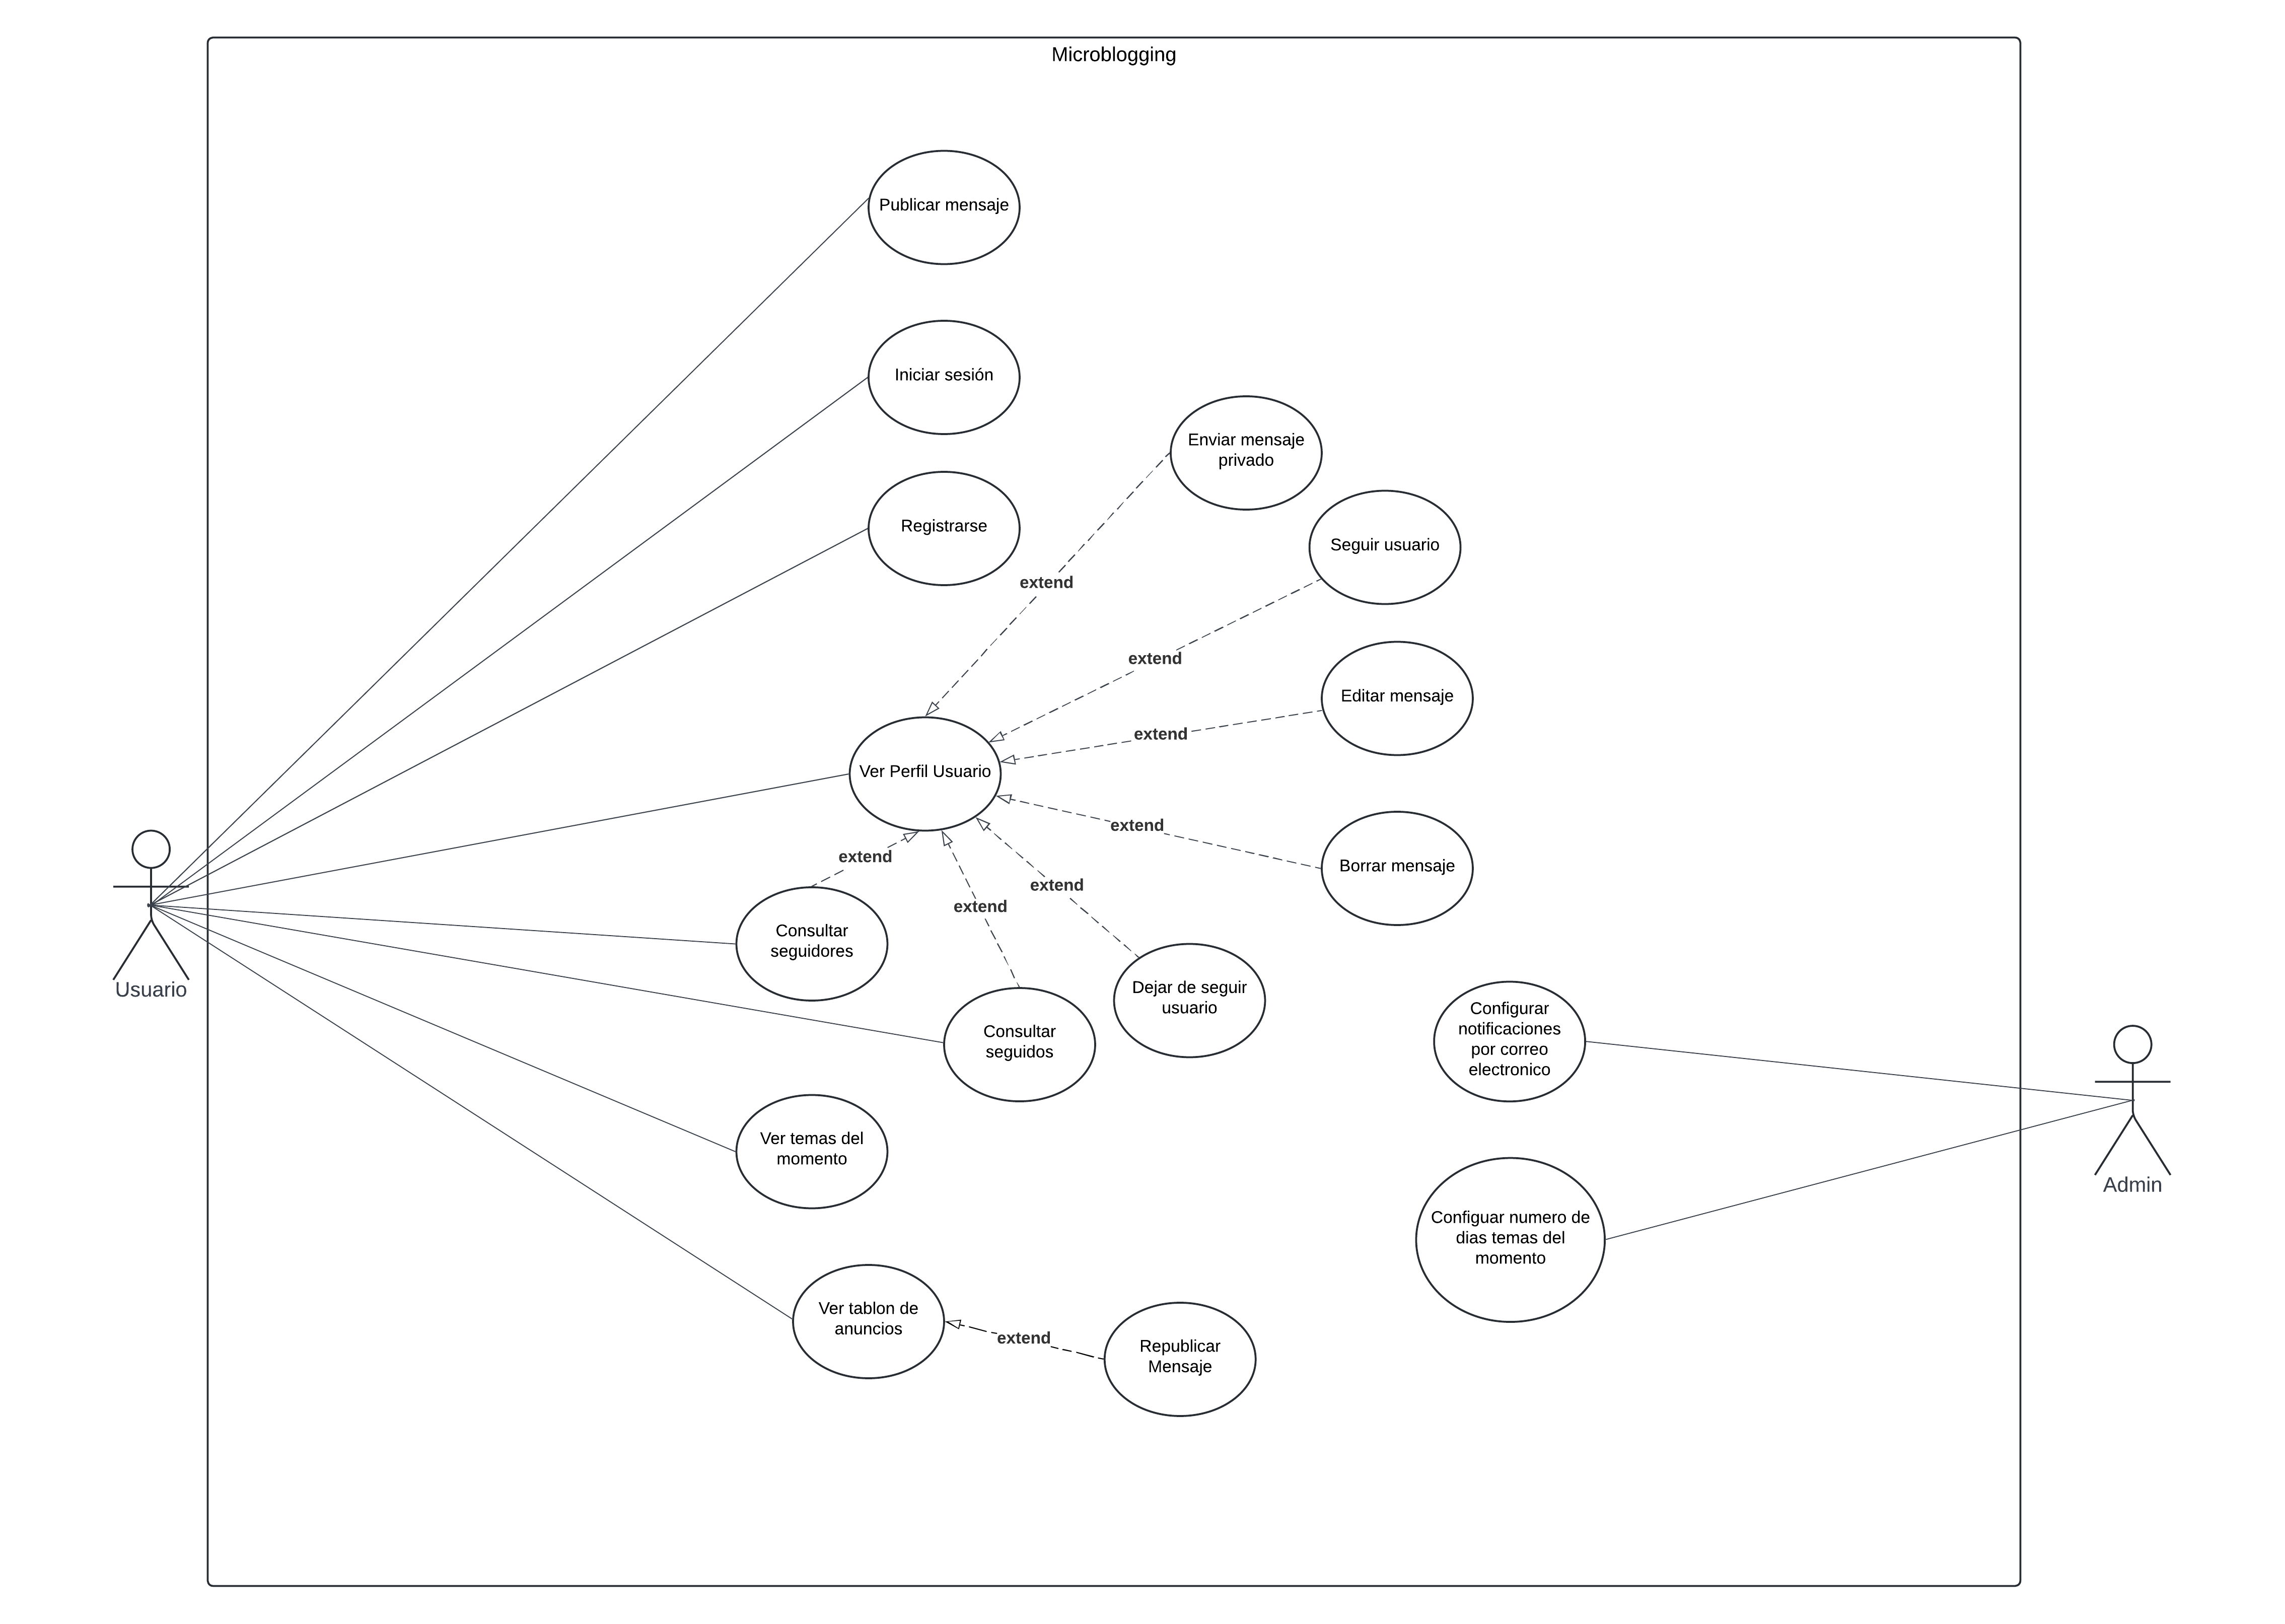 Microblogging
Publicar mensaje
Iniciar sesión
Enviar mensaje
privado
Registrarse
Seguir usuario
extend
extend
Editar mensaje
extend
Ver Perfil Usuario
extend
Borrar mensaje
extend
extend
extend
Consultar
seguidores
Usuario
Dejar de seguir
usuario
Consultar
seguidos
Configurar
notificaciones
por correo
electronico
Ver temas del
momento
Admin
Configuar numero de
dias temas del
momento
Ver tablon de
anuncios
extend
Republicar
Mensaje